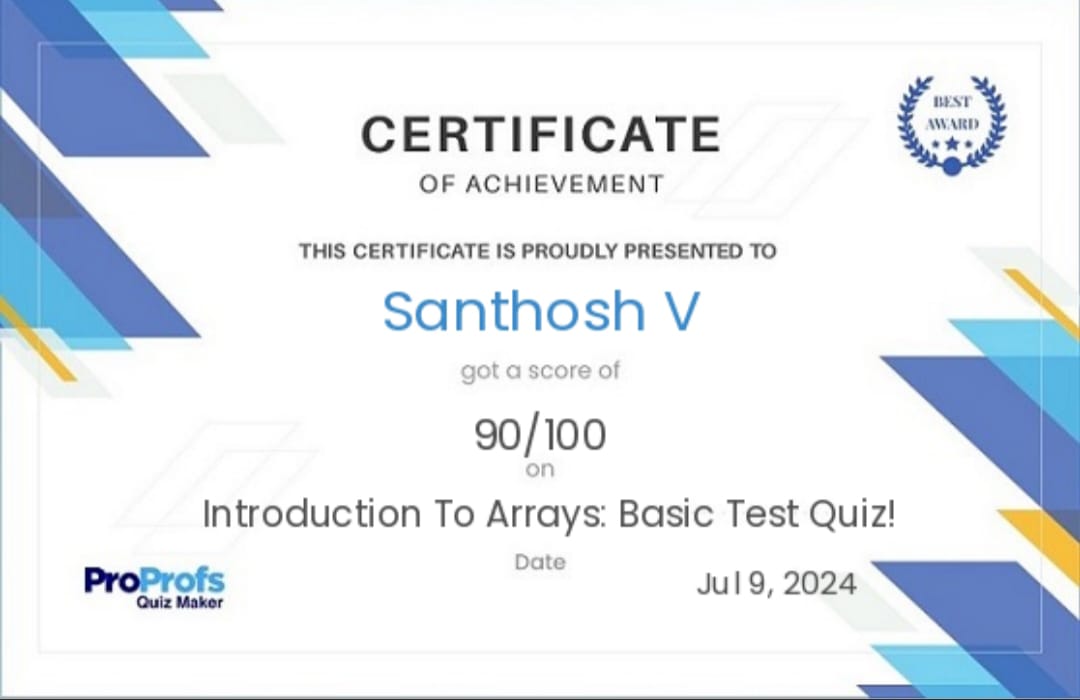 BEST
AWARD
CERTIFICATE
OF ACHIEVEMENT
THIS CERTIFICATE IS PROUDLY PRESENTED TO
Santhosh V
got a score of
90/100
on
Introduction To Arrays: Basic Test Quiz!
Date
Jul 9, 2024
ProProfs
Quiz Maker